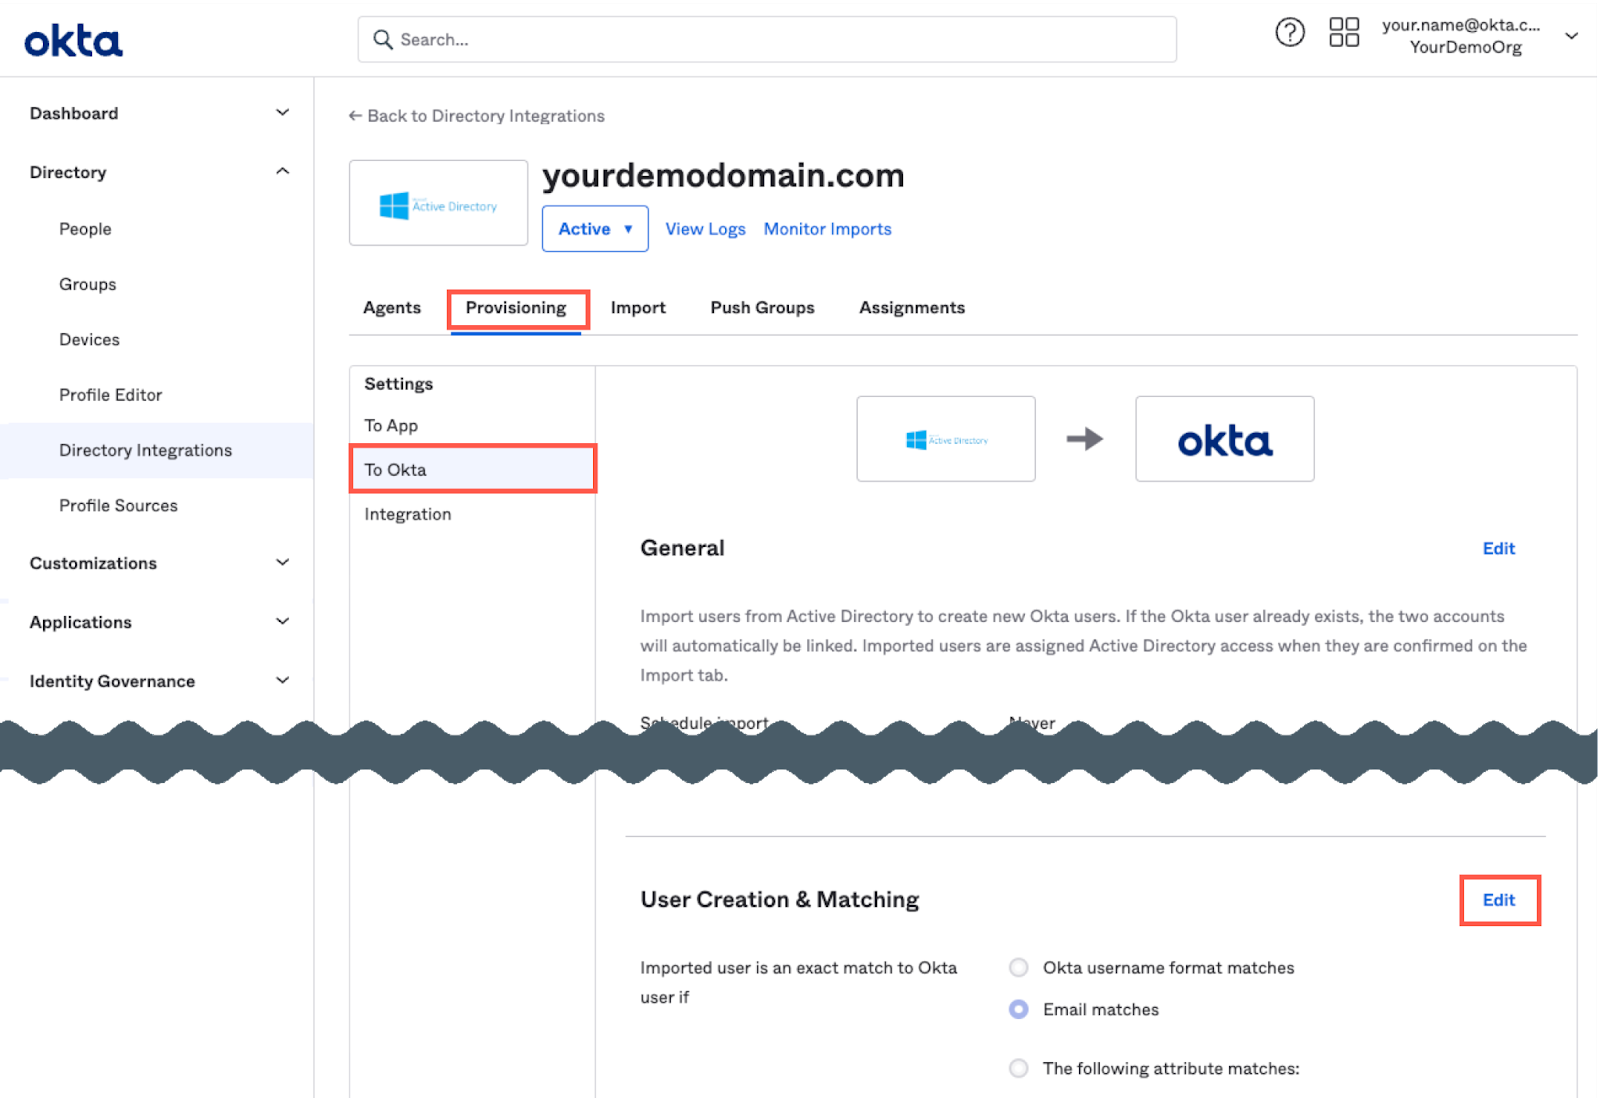 okta
Search...
your.name@okta.c...
YourDemoOrg
Dashboard
Directory
People
Groups
Devices
Profile Editor
Directory Integrations
Profile Sources
Customizations
Applications
Identity Governance
← Back to Directory Integrations
Active Directory
yourdemodomain.com
Active ▼ View Logs Monitor Imports
Agents Provisioning Import Push Groups Assignments
Settings
To App
To Okta
Integration
Active Directory → okta
General Edit
Import users from Active Directory to create new Okta users. If the Okta user already exists, the two accounts
will automatically be linked. Imported users are assigned Active Directory access when they are confirmed on the
Import tab.
Schedule import Never
User Creation & Matching Edit
Imported user is an exact match to Okta
user if
Okta username format matches
Email matches
The following attribute matches: